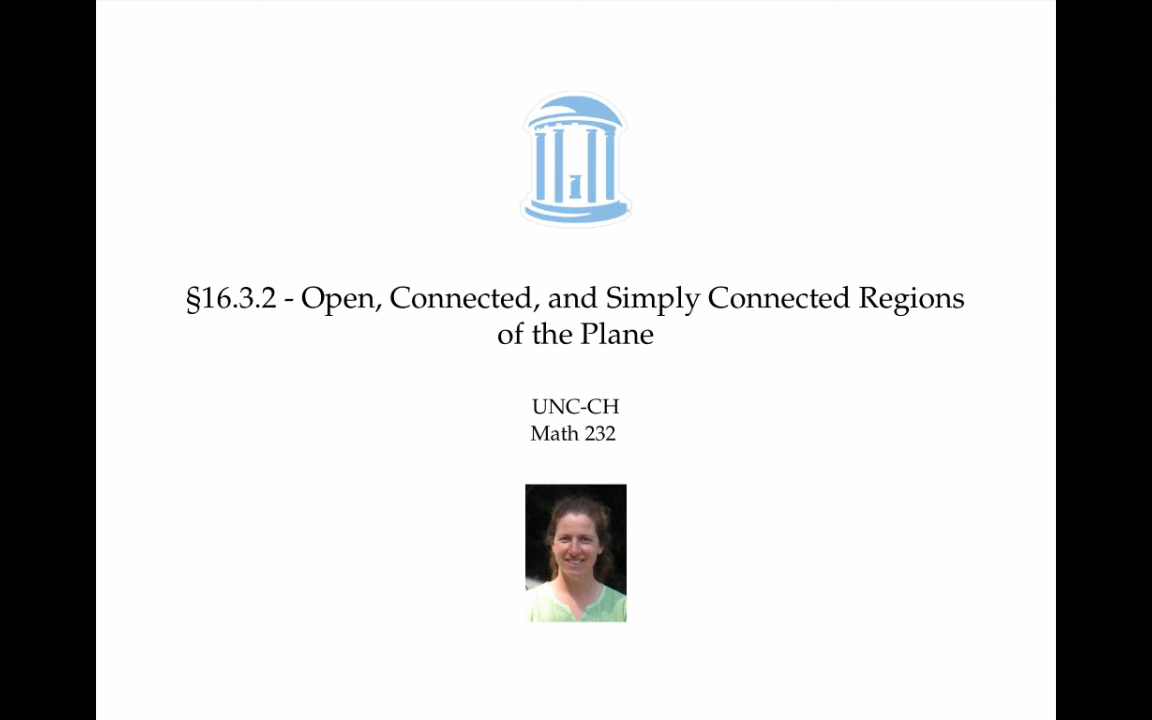 §16.3.2 - Open, Connected, and Simply Connected Regions
of the Plane
UNC-CH
Math 232